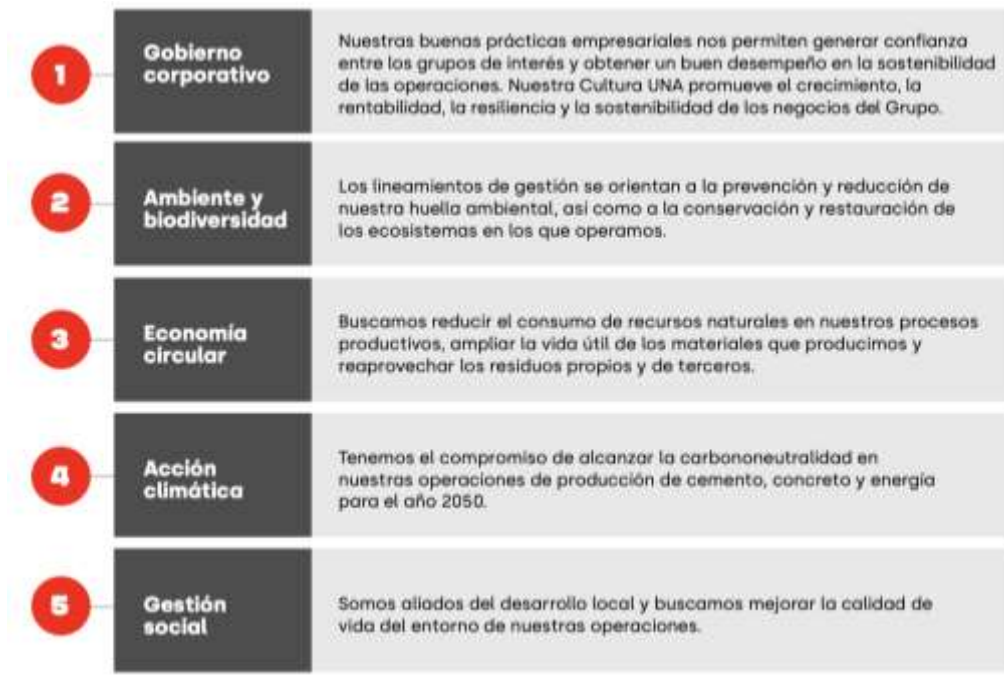 1
Gobierno
corporativo
Nuestras buenas prácticas empresariales nos permiten generar confianza
entre los grupos de interés y obtener un buen desempeño en la sostenibilidad
de las operaciones. Nuestra Cultura UNA promueve el crecimiento, la
rentabilidad, la resiliencia y la sostenibilidad de los negocios del Grupo.
2
Ambiente y
biodiversidad
Los lineamientos de gestión se orientan a la prevención y reducción de
nuestra huella ambiental, así como a la conservación y restauración de
los ecosistemas en los que operamos.
3
Economía
circular
Buscamos reducir el consumo de recursos naturales en nuestros procesos
productivos, ampliar la vida útil de los materiales que producimos y
reaprovechar los residuos propios y de terceros.
4
Acción
climática
Tenemos el compromiso de alcanzar la carbononeutralidad en
nuestras operaciones de producción de cemento, concreto y energía
para el año 2050.
5
Gestión
social
Somos aliados del desarrollo local y buscamos mejorar la calidad de
vida del entorno de nuestras operaciones.